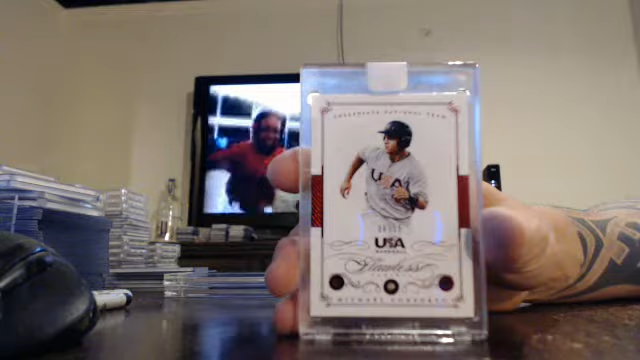 COLLEGIATE NATIONAL TEAM
USA
USA
BASEBALL
Flawless
MICHAEL CONFORTO